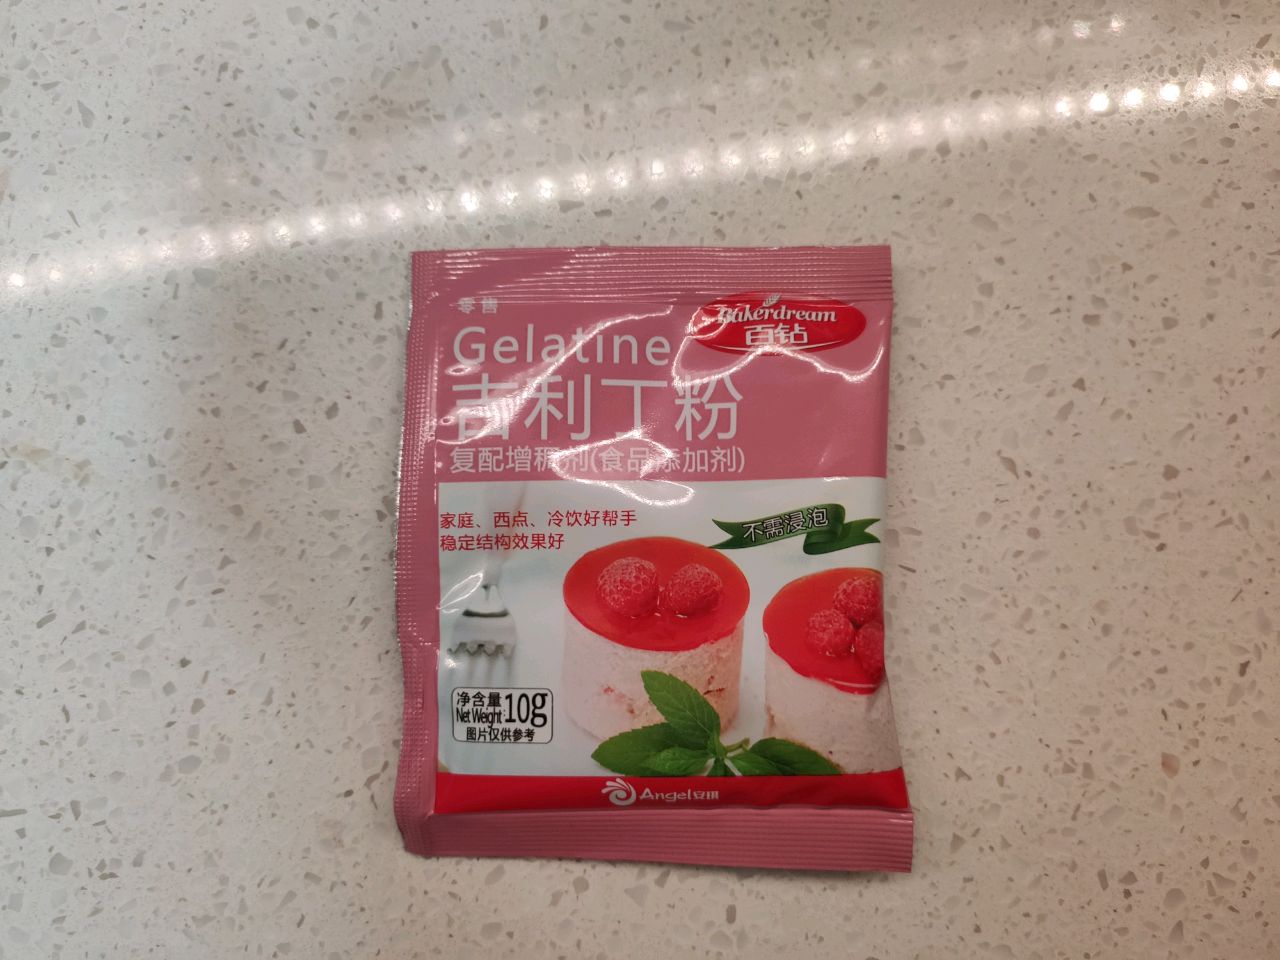 零售
Bakerdream
百钻
Gelatine
吉利丁粉
复配增稠剂(食品添加剂)
家庭、西点、冷饮好帮手
稳定结构效果好
不需浸泡
净含量
Net Weight:10g
图片仅供参考
Angel安琪